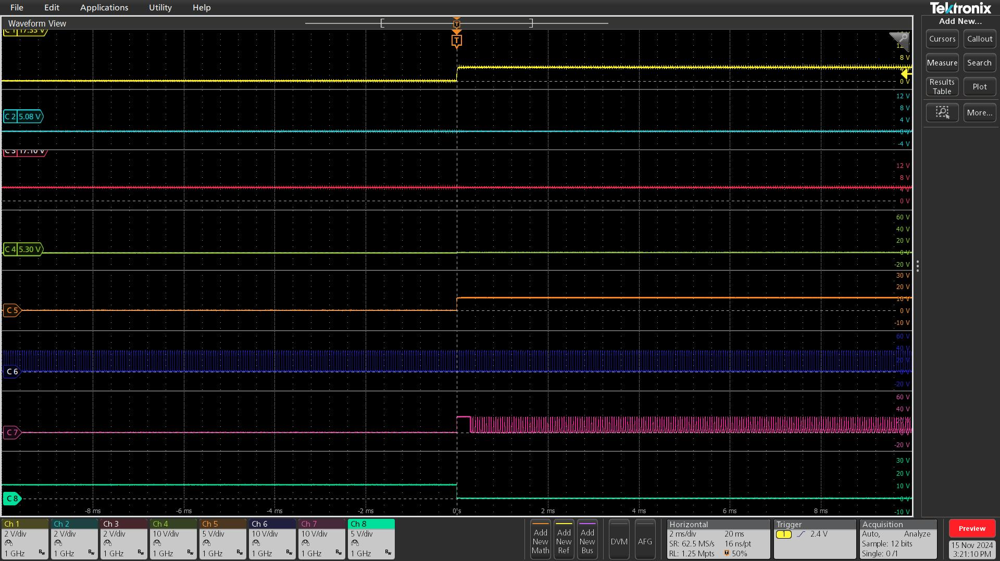 File Edit Applications Utility Help
Tektronix
Waveform View
Add New...
Cursors Callout
Measure Search
Results Table Plot
More...
T
T
C 1 17.33 V
8 V
0 V
12 V
8 V
4 V
0 V
-4 V
C 2 5.08 V
C 3 17.10 V
12 V
8 V
4 V
0 V
60 V
40 V
20 V
0 V
-20 V
C 4 5.30 V
30 V
20 V
10 V
0 V
-10 V
C 5
60 V
40 V
20 V
0 V
-20 V
C 6
60 V
40 V
20 V
0 V
-20 V
C 7
30 V
20 V
10 V
0 V
-10 V
C 8
-8 ms -6 ms -4 ms -2 ms 0 s 2 ms 4 ms 6 ms 8 ms
Ch 1
2 V/div
1 GHz Bw
Ch 2
2 V/div
1 GHz Bw
Ch 3
2 V/div
1 GHz Bw
Ch 4
10 V/div
1 GHz Bw
Ch 5
5 V/div
1 GHz Bw
Ch 6
10 V/div
1 GHz Bw
Ch 7
10 V/div
1 GHz Bw
Ch 8
5 V/div
1 GHz Bw
Add New Math
Add New Ref
Add New Bus
DVM
AFG
Horizontal
2 ms/div 20 ms
SR: 62.5 MS/s 16 ns/pt
RL: 1.25 Mpts T 50%
Trigger
1 2.4 V
Acquisition
Auto, Analyze
Sample: 12 bits
Single: 0 /1
Preview
15 Nov 2024
3:21:10 PM